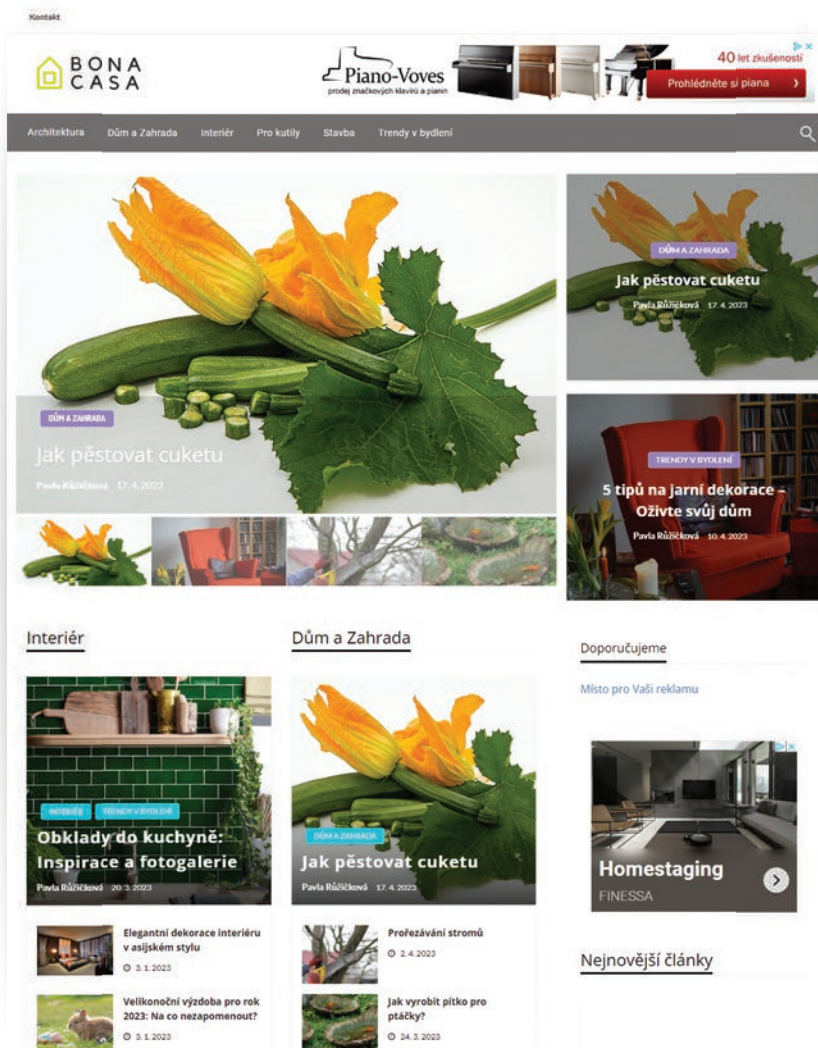 Kontakt
BONA
CASA
Piano-Voves
prodej značkových klavírů a pianin
40 let zkušeností
Prohlédněte si piana
Architektura
Dům a Zahrada
Interiér
Pro kutily
Stavba
Trendy v bydlení
DŮM A ZAHRADA
Jak pěstovat cuketu
Pavla Růžičková 17. 4. 2023
DŮM A ZAHRADA
Jak pěstovat cuketu
Pavla Růžičková 17. 4. 2023
TRENDY V BYDLENÍ
5 tipů na jarní dekorace –
Oživte svůj dům
Pavla Růžičková 10. 4. 2023
Interiér
INTERIÉR
TRENDY V BYDLENÍ
Obklady do kuchyně:
Inspirace a fotogalerie
Pavla Růžičková 20. 3. 2023
Elegantní dekorace interiéru
v asijském stylu
3. 1. 2023
Velikonoční výzdoba pro rok
2023: Na co nezapomenout?
3. 1. 2023
Dům a Zahrada
DŮM A ZAHRADA
Jak pěstovat cuketu
Pavla Růžičková 17. 4. 2023
Prořezávání stromů
2. 4. 2023
Jak vyrobit pítko pro
ptáčky?
24. 3. 2023
Doporučujeme
Místo pro Vaši reklamu
Homestaging
FINESSA
Nejnovější články